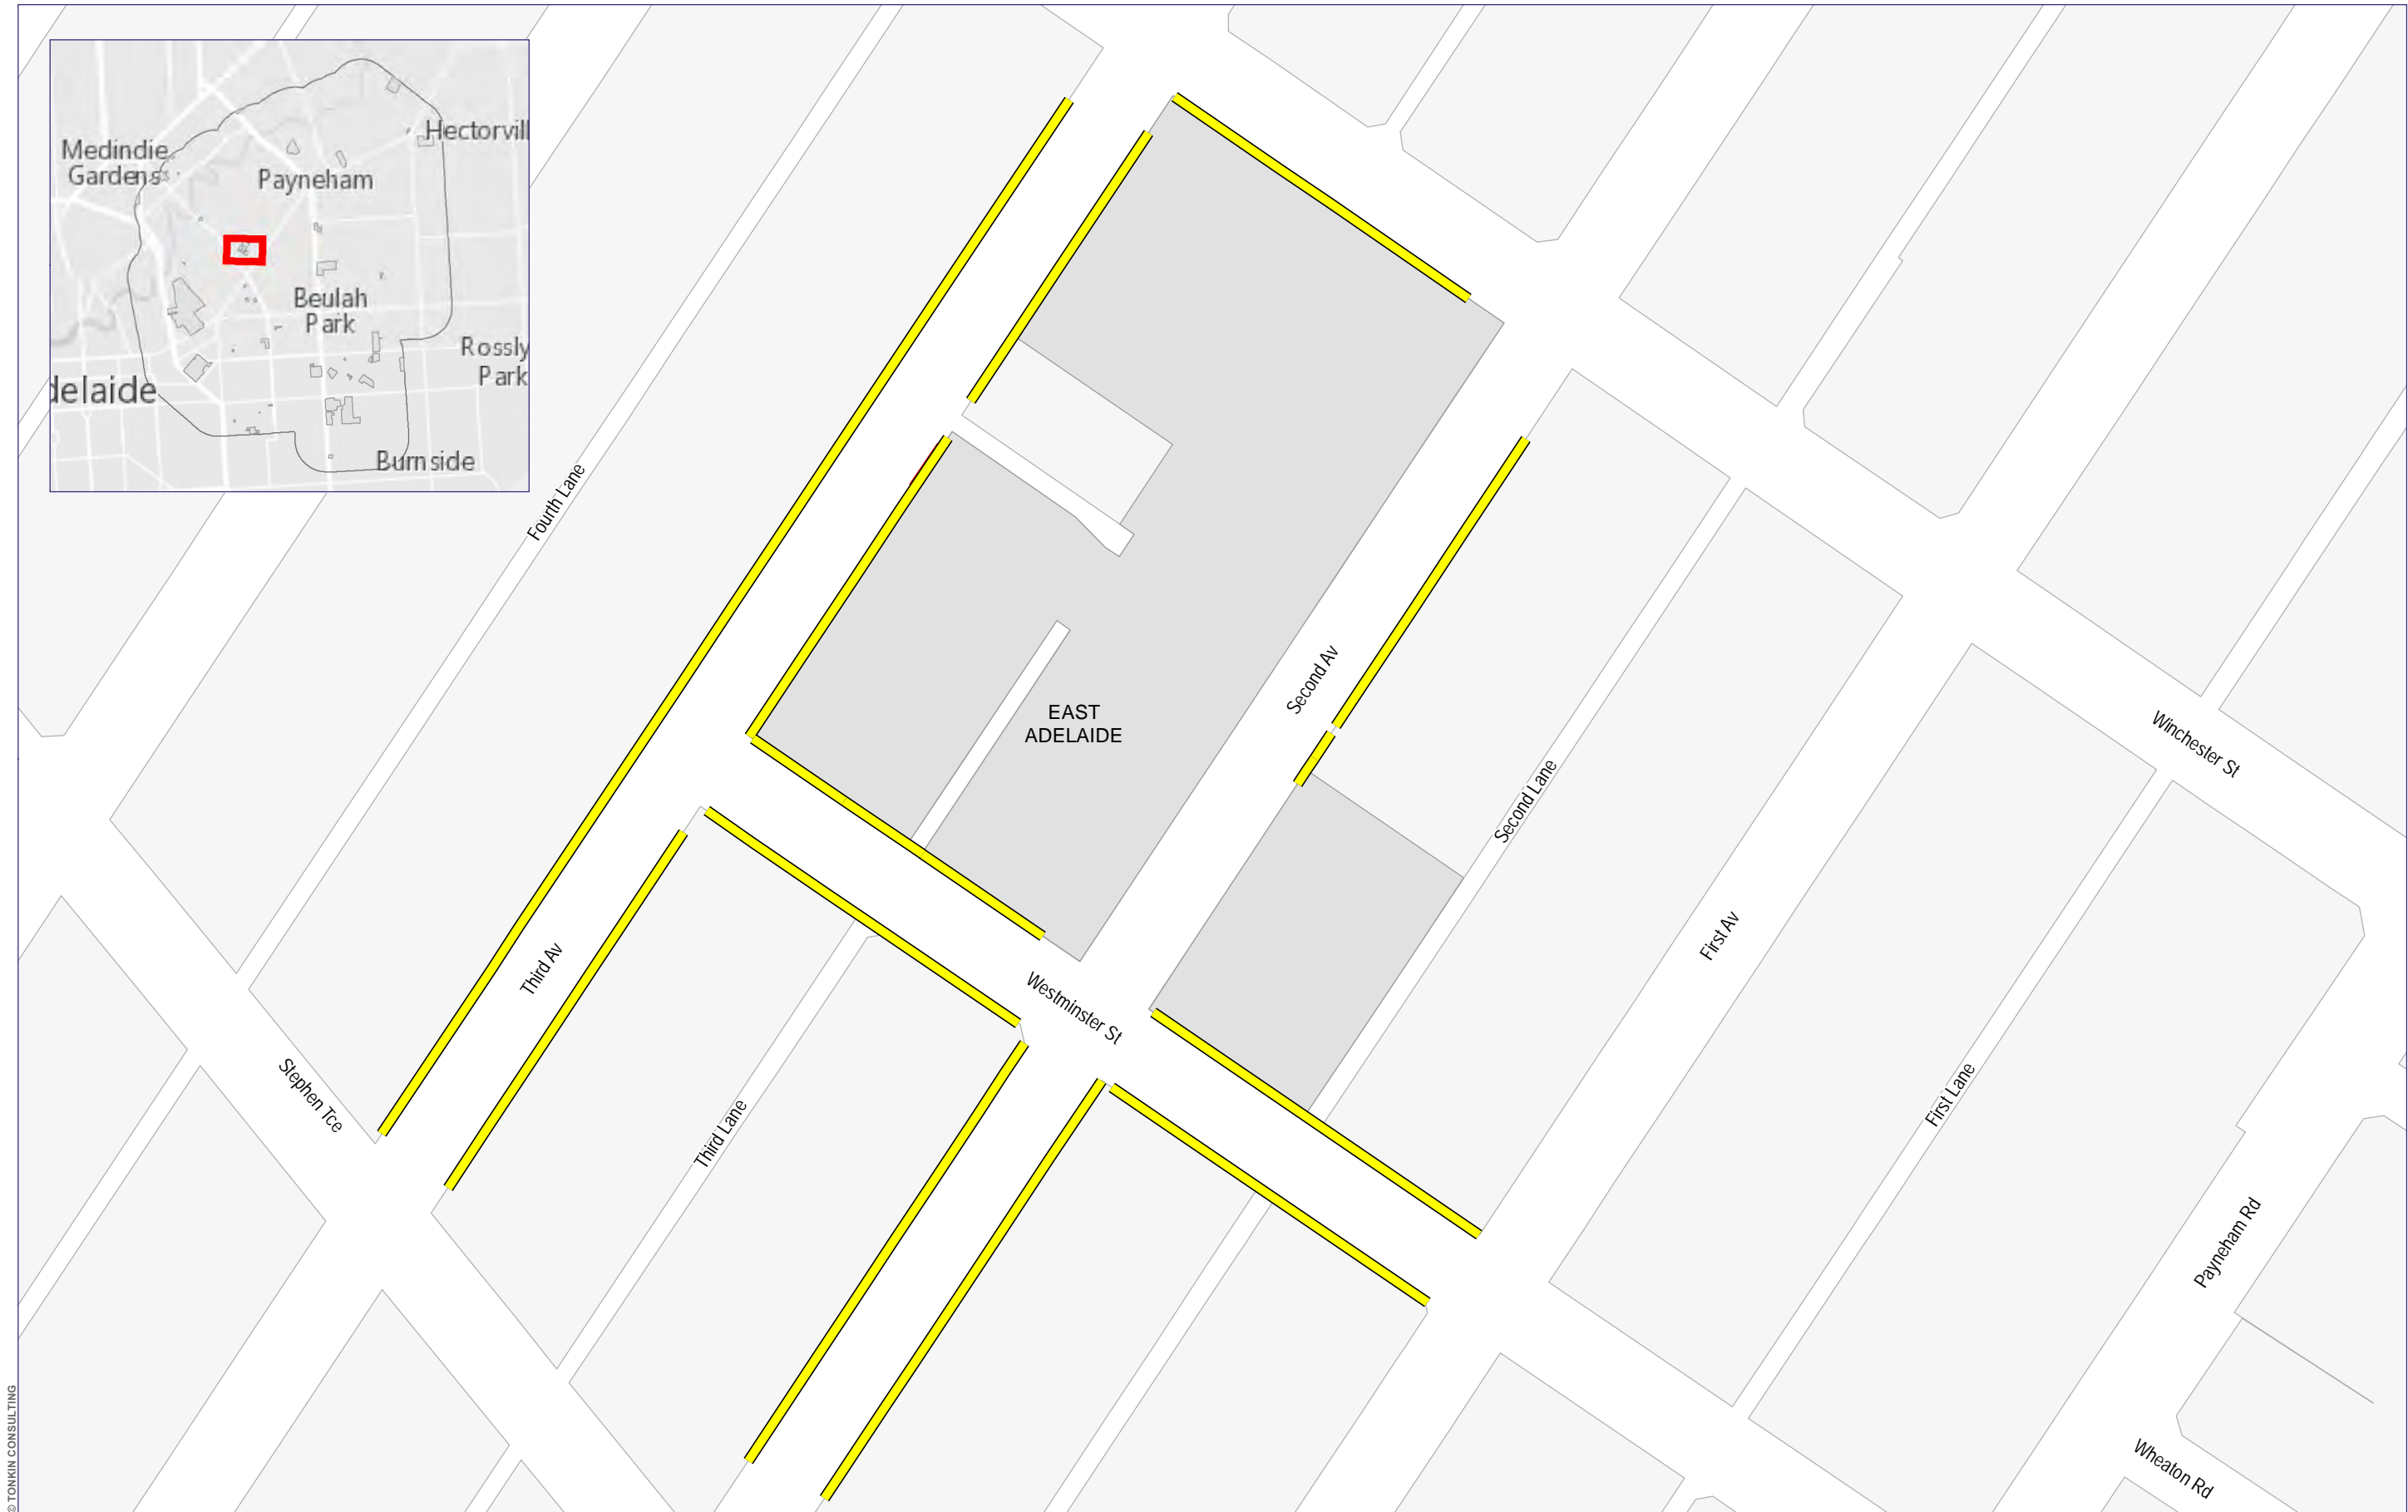 Medindie
Gardens
Hectorvill
Payneham
Beulah
Park
Rossly
Park
delaide
Burnside
Fourth Lane
Second Av
EAST
ADELAIDE
Winchester St
Second Lane
First Av
Third Av
Westminster St
Stephen Tce
Third Lane
First Lane
Payneham Rd
Wheaton Rd
© TONKIN CONSULTING